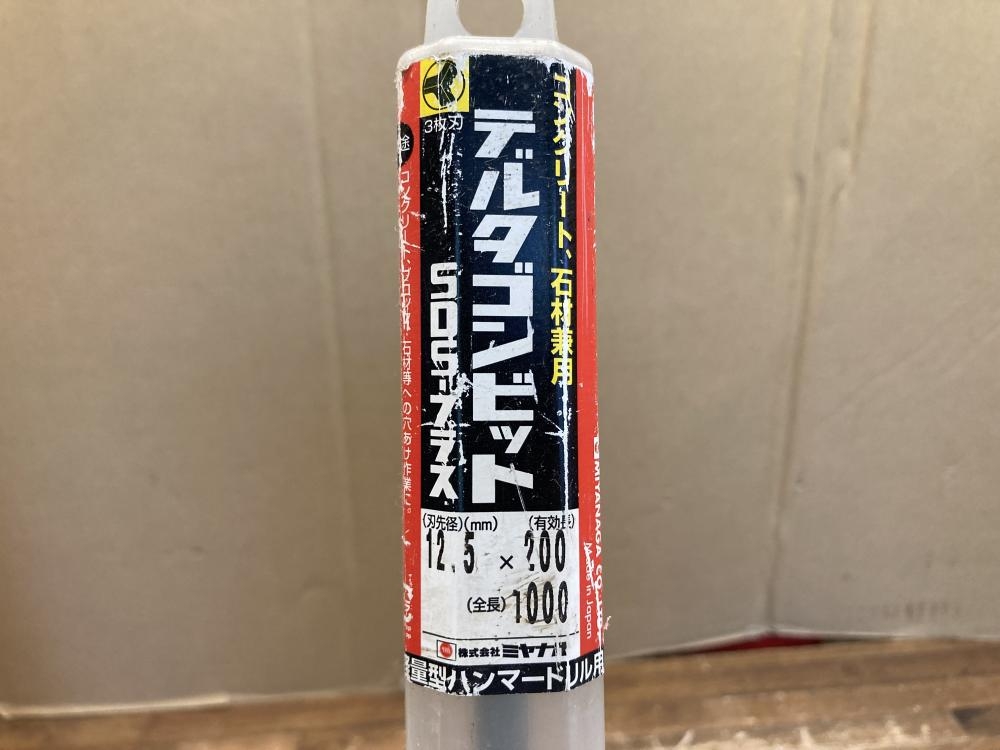 コンクリート、石材兼用
デルタゴンビット
SDSプラス
3枚刃
途
コンクリート、ブロック、石材等への穴あけ作業に。
(刃先径)(mm) (有効長)
12.5 × 200
(全長) 1000
株式会社 ミヤナガ
軽量型ハンマードリル用
MIYANAGA CO.,
Made in Japan